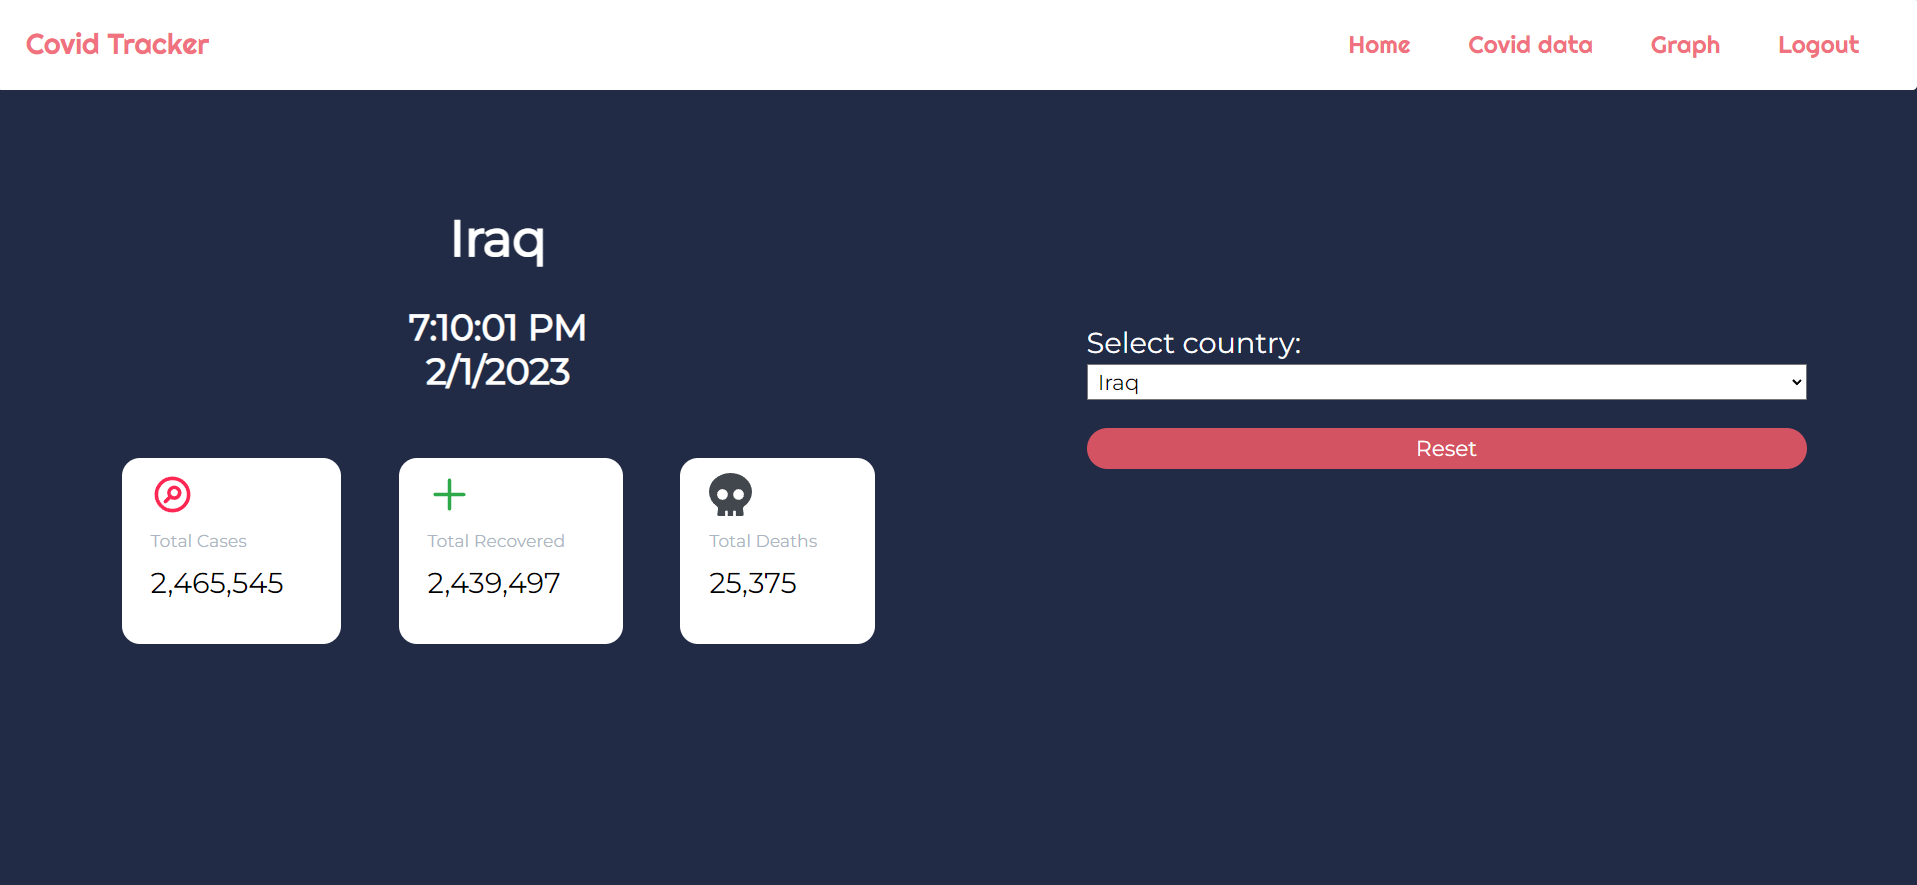 Covid Tracker
Home
Covid data
Graph
Logout
Iraq
7:10:01 PM
2/1/2023
Total Cases
2,465,545
Total Recovered
2,439,497
Total Deaths
25,375
Select country:
Iraq
Reset